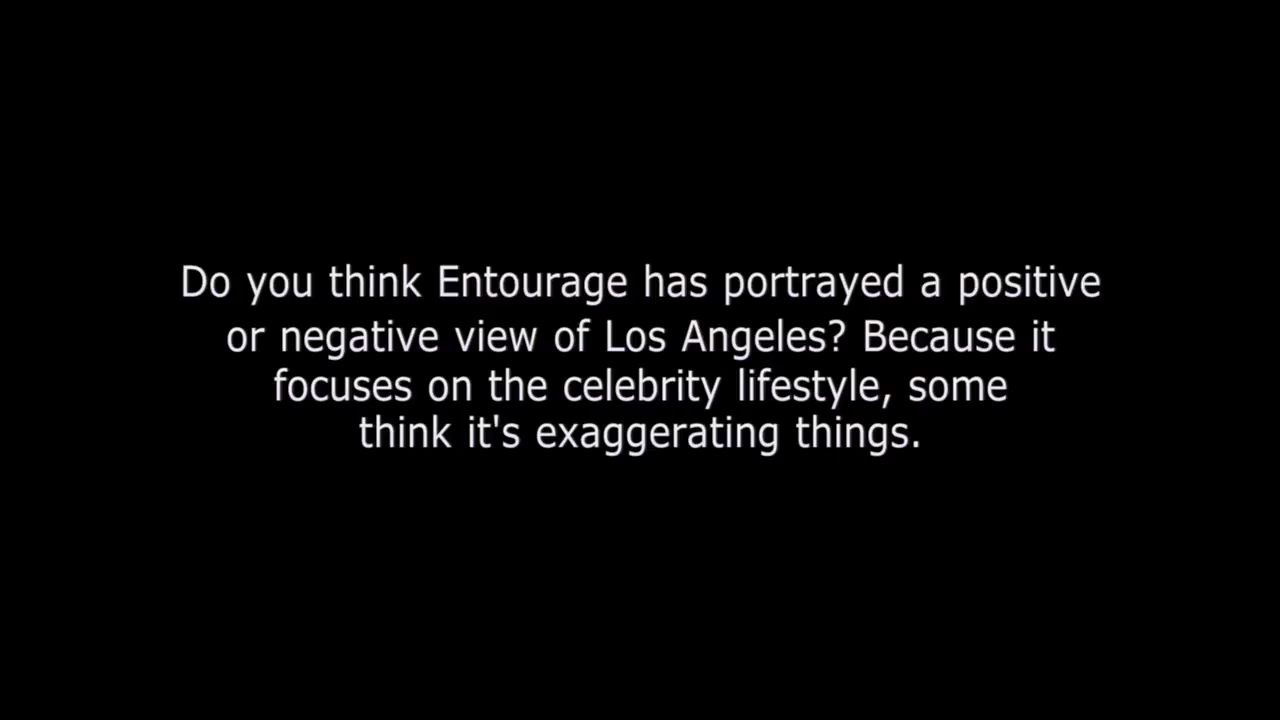 Do you think Entourage has portrayed a positive
or negative view of Los Angeles? Because it
focuses on the celebrity lifestyle, some
think it's exaggerating things.